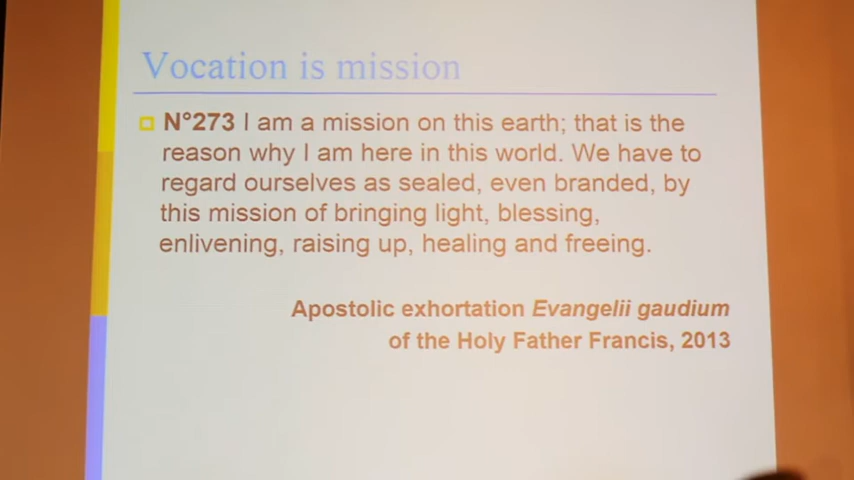 Vocation is mission
N°273 I am a mission on this earth; that is the
reason why I am here in this world. We have to
regard ourselves as sealed, even branded, by
this mission of bringing light, blessing,
enlivening, raising up, healing and freeing.
Apostolic exhortation Evangelii gaudium
of the Holy Father Francis, 2013